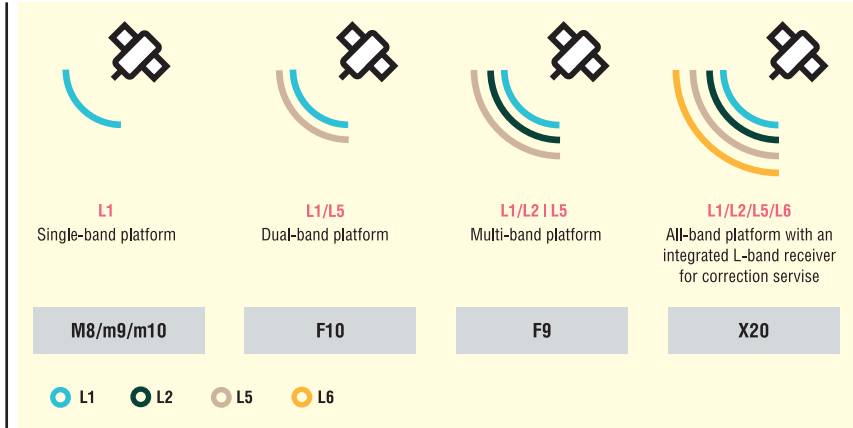 L1
Single-band platform
M8/m9/m10
L1/L5
Dual-band platform
F10
L1/L2 I L5
Multi-band platform
F9
L1/L2/L5/L6
All-band platform with an
integrated L-band receiver
for correction servise
X20
L1
L2
L5
L6